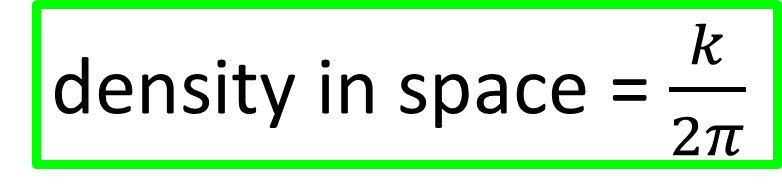 density in space = k/2π